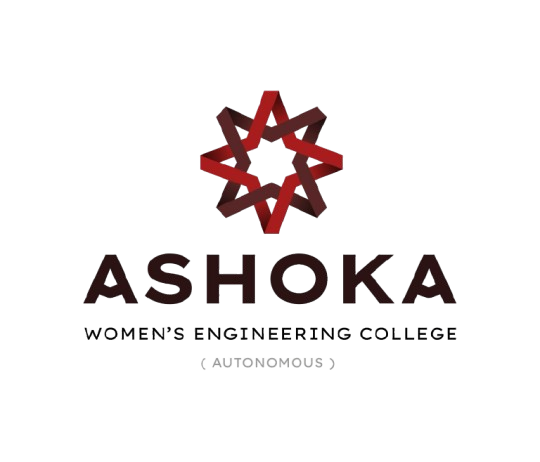 ASHOKA
WOMEN'S ENGINEERING COLLEGE
( AUTONOMOUS )